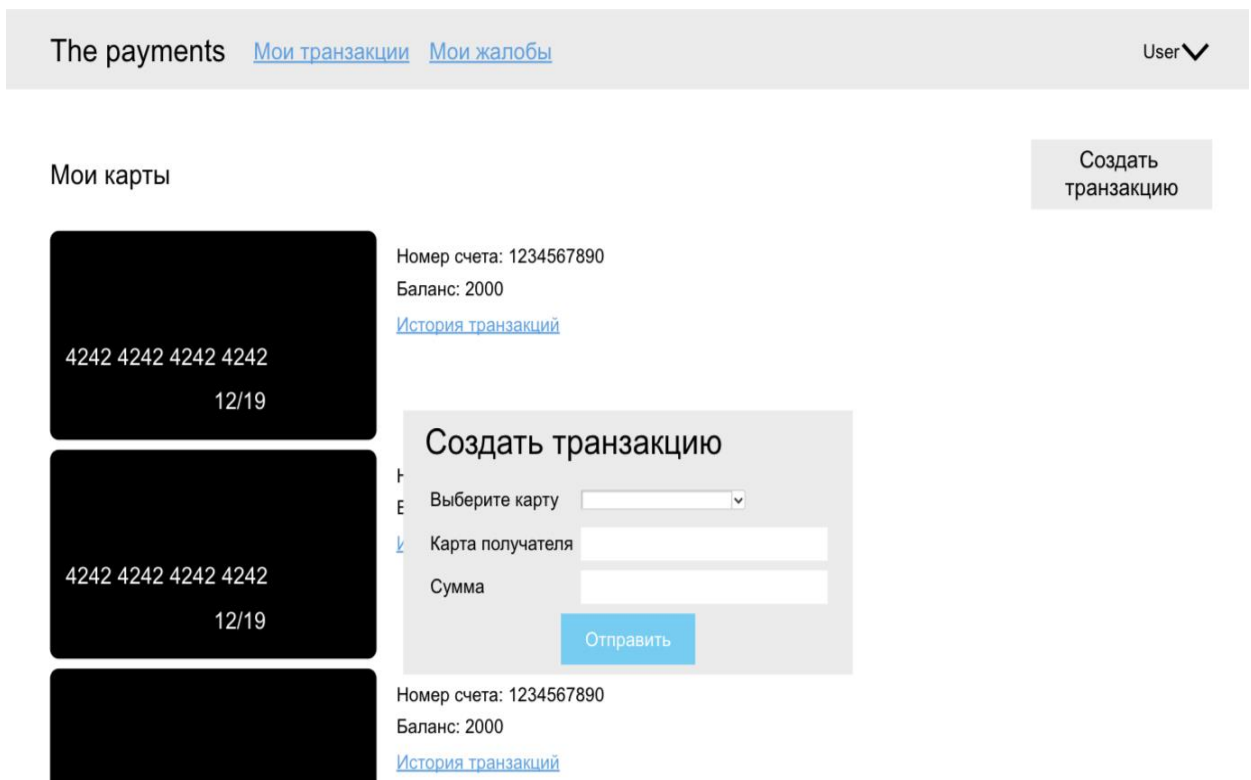 The payments Мои транзакции Мои жалобы User
Мои карты
Создать
транзакцию
4242 4242 4242 4242
12/19
Номер счета: 1234567890
Баланс: 2000
История транзакций
4242 4242 4242 4242
12/19
Создать транзакцию
Выберите карту
Карта получателя
Сумма
Отправить
Номер счета: 1234567890
Баланс: 2000
История транзакций